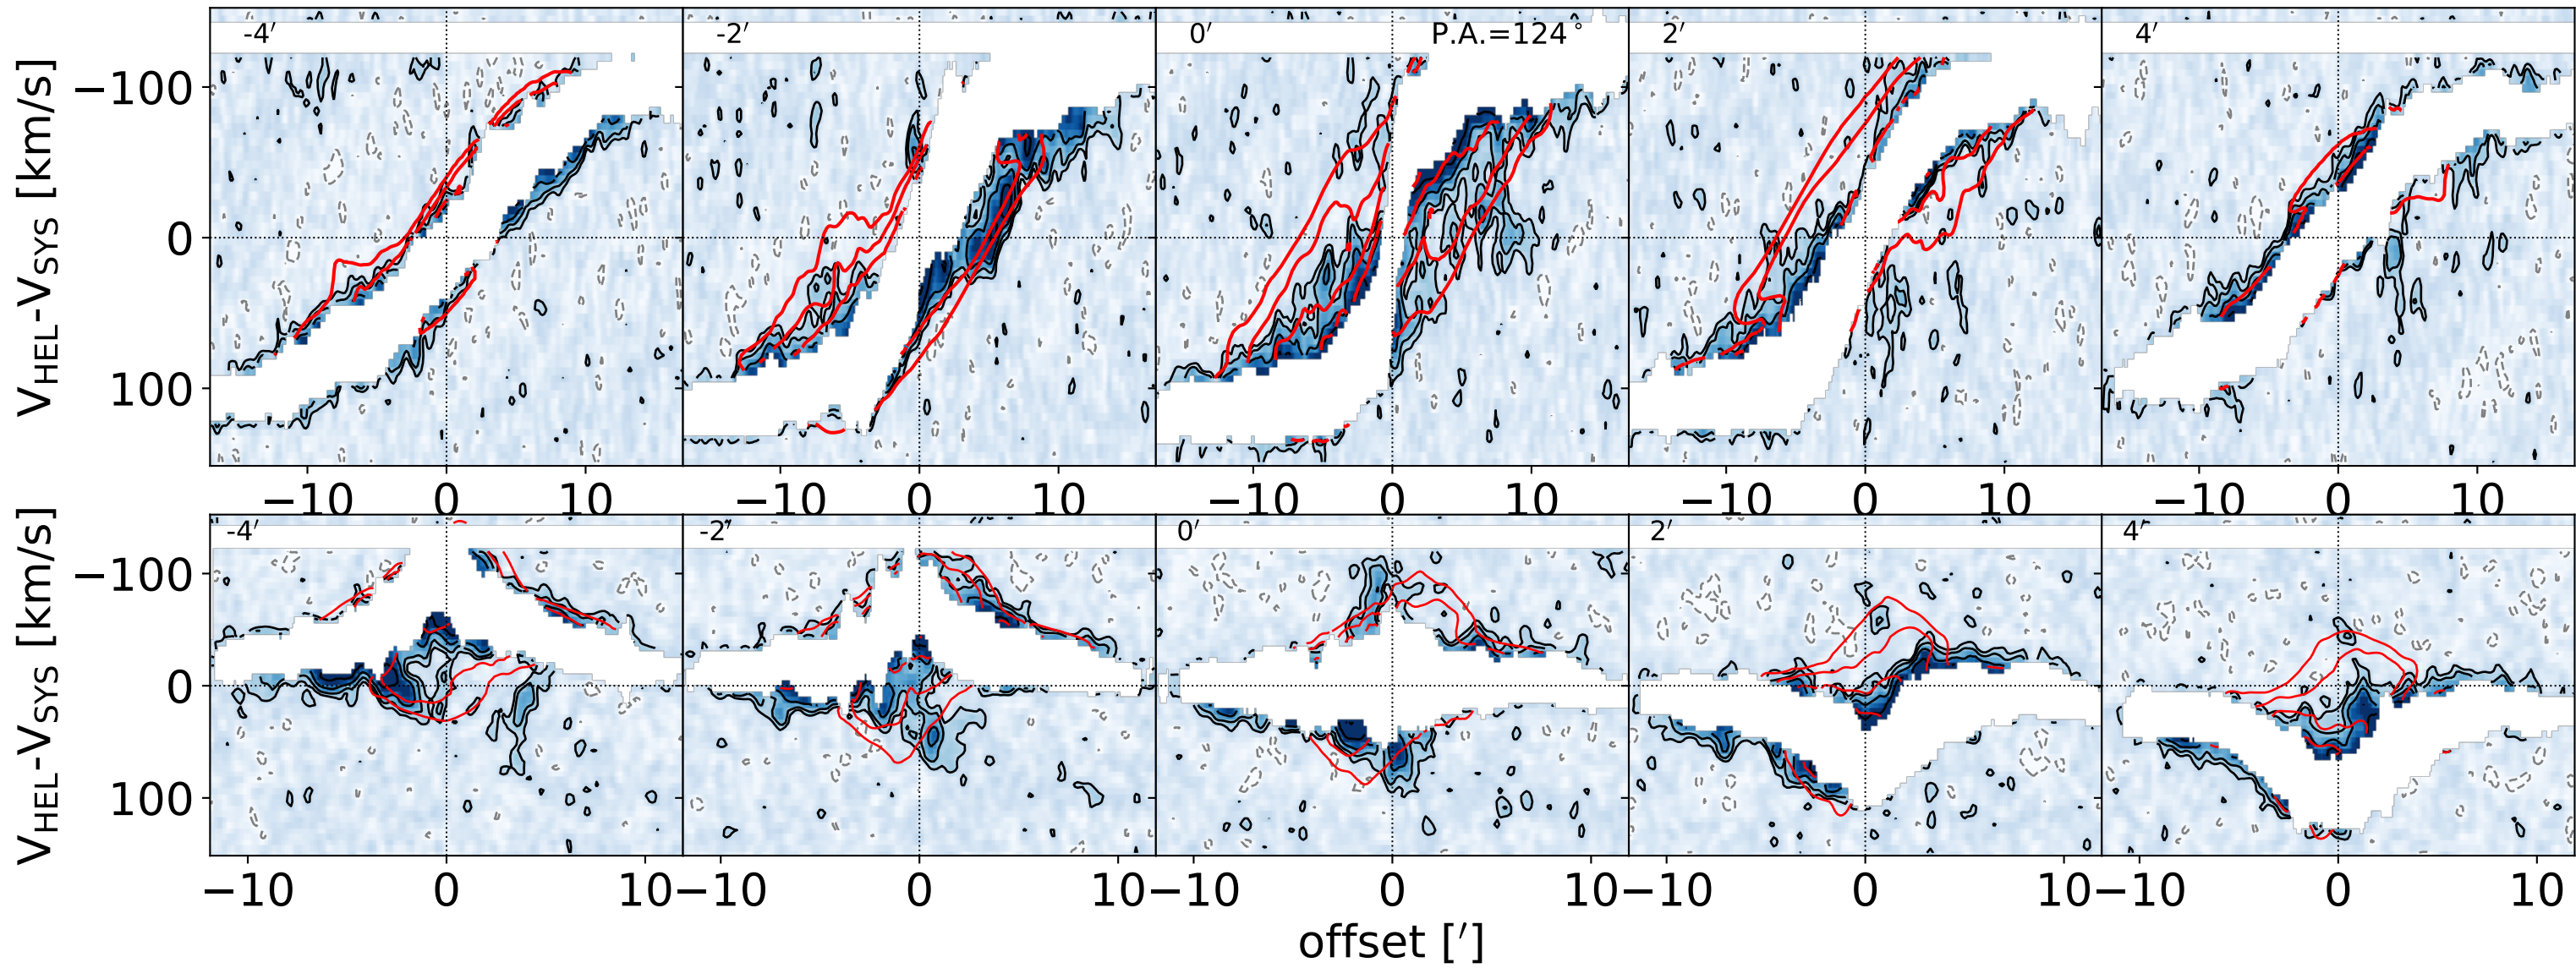 -4′ -2′ 0′ P.A.=124° 2′ 4′
V_HEL-V_SYS [km/s]
−100
0
100
−10 0 10 −10 0 10 −10 0 10 −10 0 10 −10 0 10
-4′ -2′ 0′ 2′ 4′
V_HEL-V_SYS [km/s]
−100
0
100
−10 0 10 −10 0 10 −10 0 10 −10 0 10 −10 0 10
offset [′]